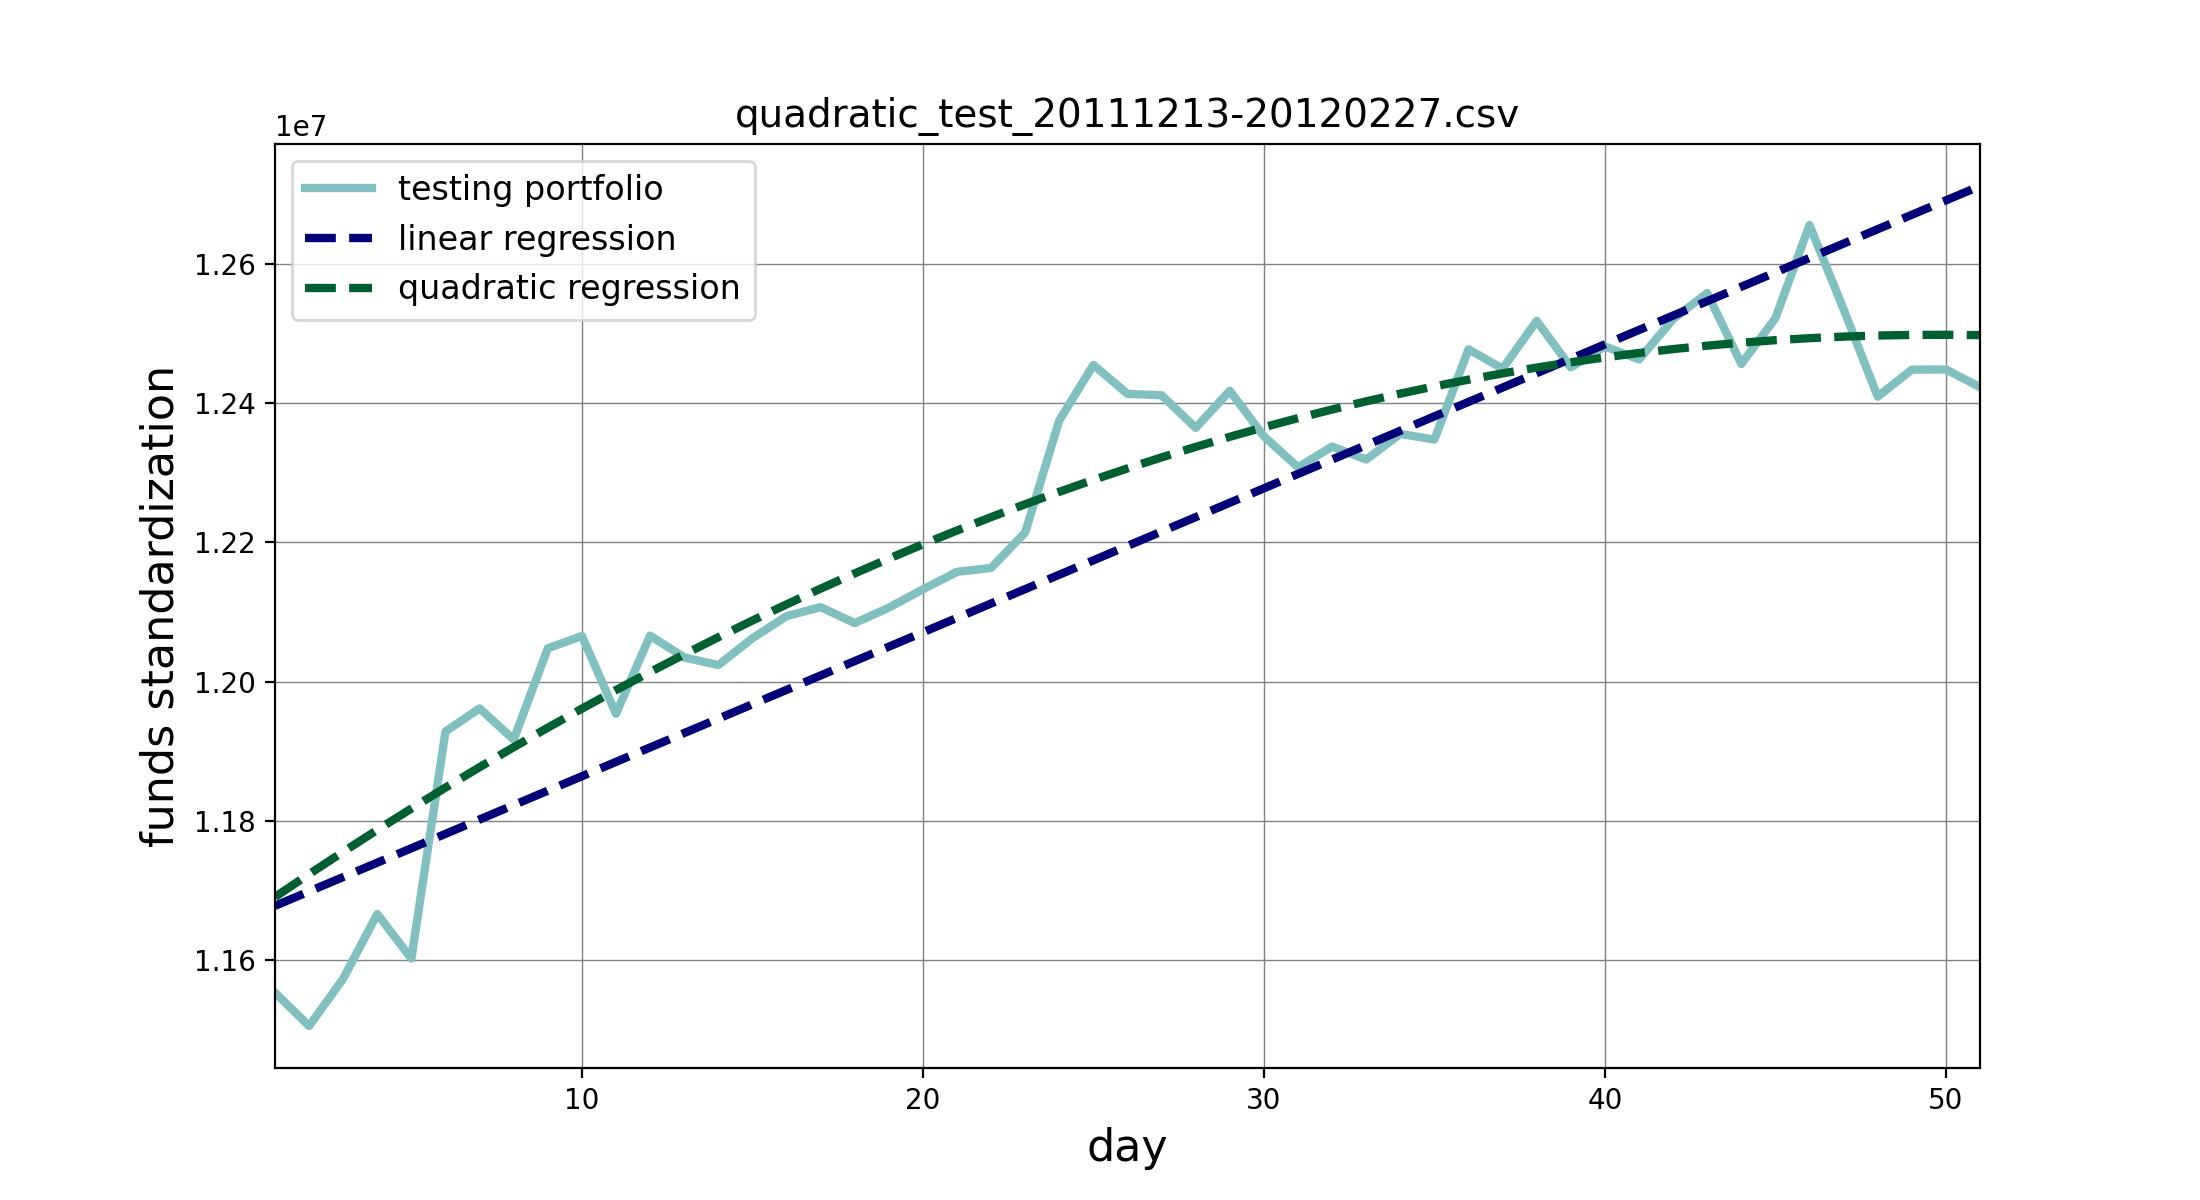 quadratic_test_20111213-20120227.csv
1e7
testing portfolio
linear regression
quadratic regression
funds standardization
1.26
1.24
1.22
1.20
1.18
1.16
10 20 30 40 50
day